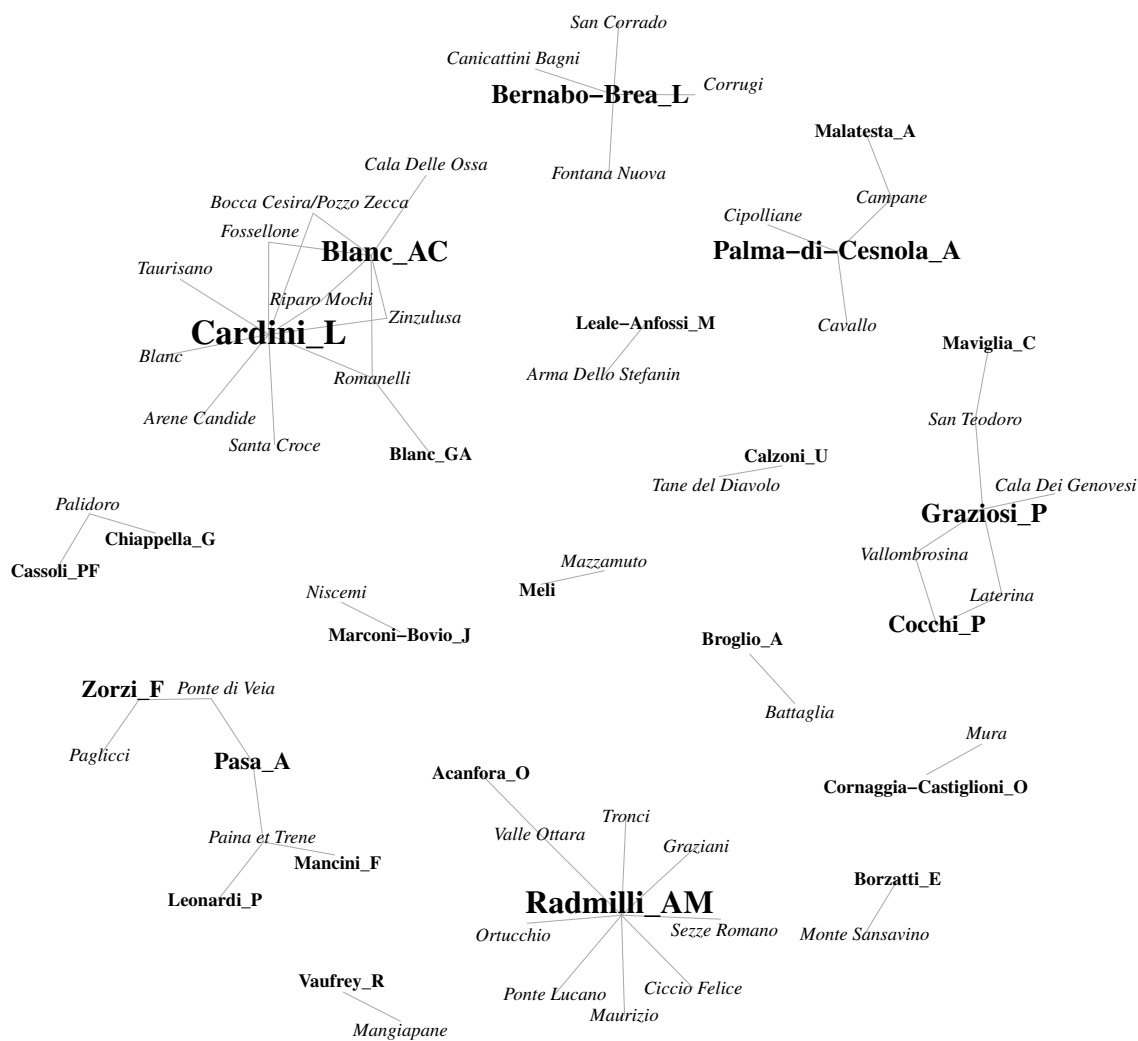 San Corrado
Canicattini Bagni
Corrugi
Bernabo−Brea_L
Malatesta_A
Cala Delle Ossa
Fontana Nuova
Bocca Cesira/Pozzo Zecca
Campane
Cipolliane
Fossellone
Blanc_AC
Palma−di−Cesnola_A
Taurisano
Riparo Mochi
Zinzulusa
Leale−Anfossi_M
Cavallo
Cardini_L
Maviglia_C
Blanc
Romanelli
Arma Dello Stefanin
Arene Candide
San Teodoro
Santa Croce
Blanc_GA
Calzoni_U
Tane del Diavolo
Cala Dei Genovesi
Palidoro
Graziosi_P
Chiappella_G
Vallombrosina
Cassoli_PF
Mazzamuto
Meli
Niscemi
Laterina
Marconi−Bovio_J
Cocchi_P
Broglio_A
Zorzi_F
Ponte di Veia
Battaglia
Mura
Paglicci
Pasa_A
Acanfora_O
Cornaggia−Castiglioni_O
Tronci
Paina et Trene
Valle Ottara
Graziani
Mancini_F
Borzatti_E
Leonardi_P
Radmilli_AM
Ortucchio
Sezze Romano
Monte Sansavino
Vaufrey_R
Ponte Lucano
Ciccio Felice
Maurizio
Mangiapane